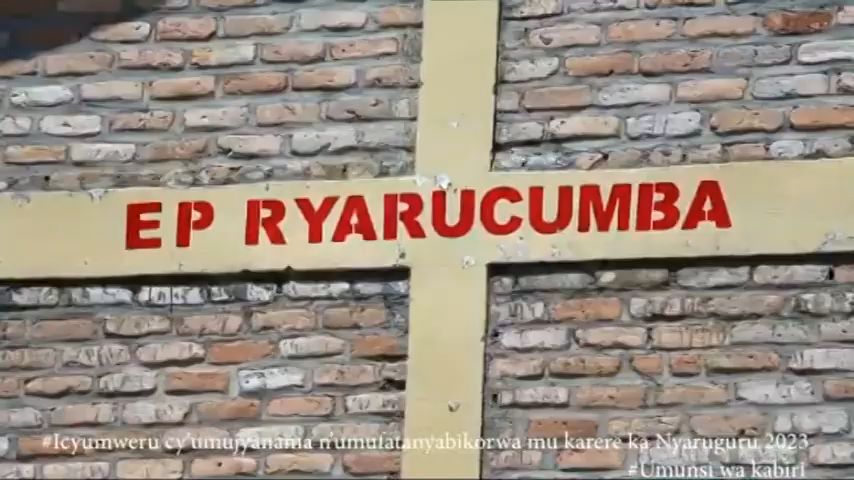 EP RYARUCUMBA
#Icyumweru cy'umujyanama n'umufatanyabikorwa mu karere ka Nyaruguru 2023
#Umunsi wa kabiri